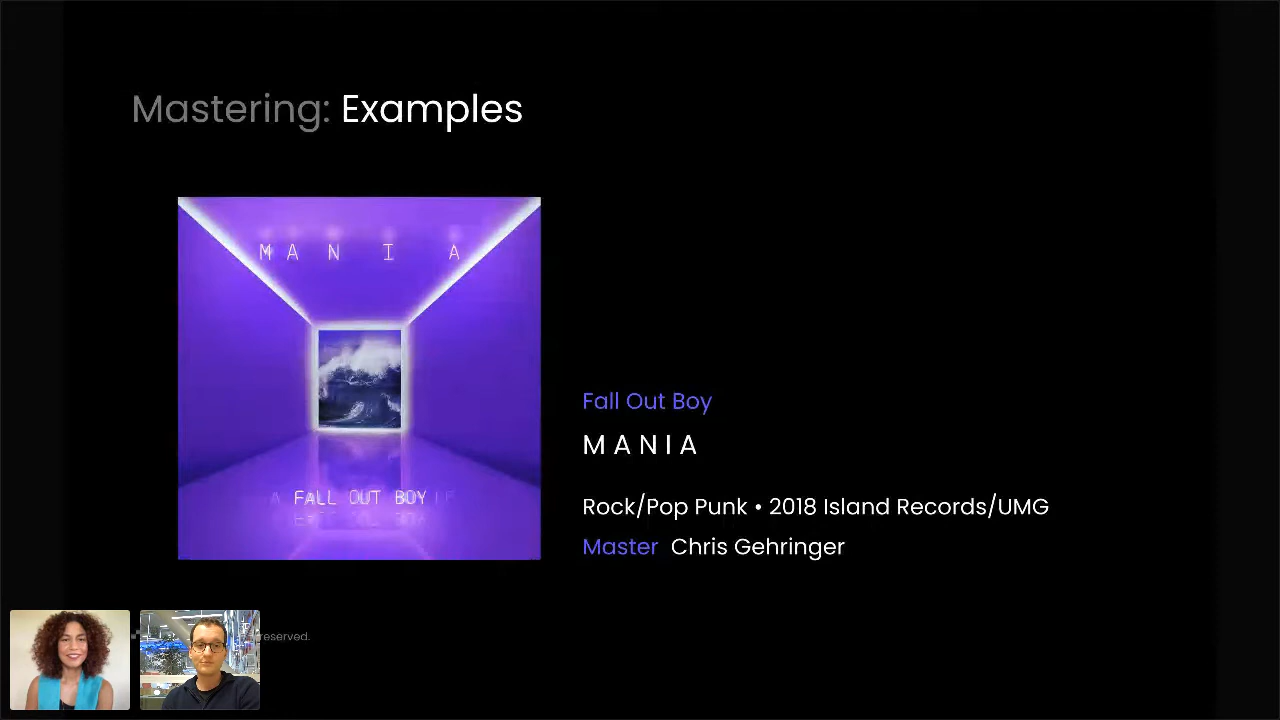 Mastering: Examples
M A N I A
FALL OUT BOY
Fall Out Boy
M A N I A
Rock/Pop Punk • 2018 Island Records/UMG
Master Chris Gehringer
reserved.